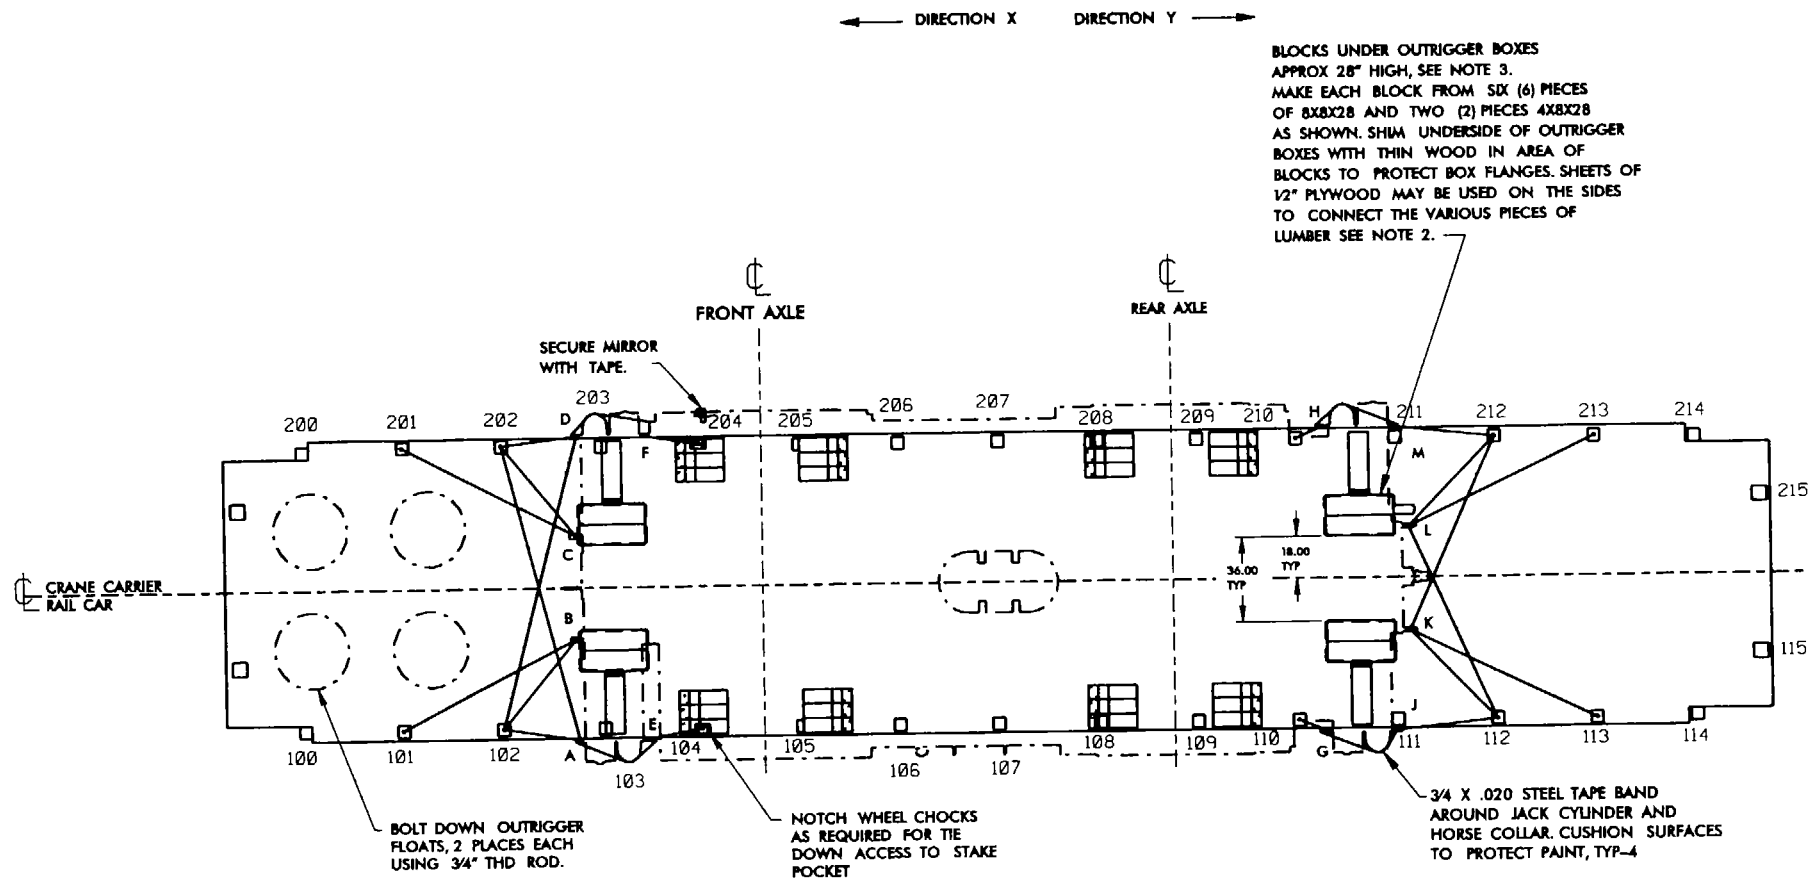 DIRECTION X DIRECTION Y
BLOCKS UNDER OUTRIGGER BOXES
APPROX 28" HIGH, SEE NOTE 3.
MAKE EACH BLOCK FROM SIX (6) PIECES
OF 8X8X28 AND TWO (2) PIECES 4X8X28
AS SHOWN. SHIM UNDERSIDE OF OUTRIGGER
BOXES WITH THIN WOOD IN AREA OF
BLOCKS TO PROTECT BOX FLANGES. SHEETS OF
1/2" PLYWOOD MAY BE USED ON THE SIDES
TO CONNECT THE VARIOUS PIECES OF
LUMBER SEE NOTE 2.
FRONT AXLE
REAR AXLE
SECURE MIRROR
WITH TAPE.
200 201 202 D 203 F 204 205 206 207 208 209 210 H 211 M 212 213 214
215
C
L
18.00
TYP
36.00
TYP
CRANE CARRIER
RAIL CAR
B
K
115
100 101 102 A 103 E 104 105 106 107 108 109 110 G J 111 112 113 114
BOLT DOWN OUTRIGGER
FLOATS, 2 PLACES EACH
USING 3/4" THD ROD.
NOTCH WHEEL CHOCKS
AS REQUIRED FOR TIE
DOWN ACCESS TO STAKE
POCKET
3/4 X .020 STEEL TAPE BAND
AROUND JACK CYLINDER AND
HORSE COLLAR. CUSHION SURFACES
TO PROTECT PAINT, TYP-4